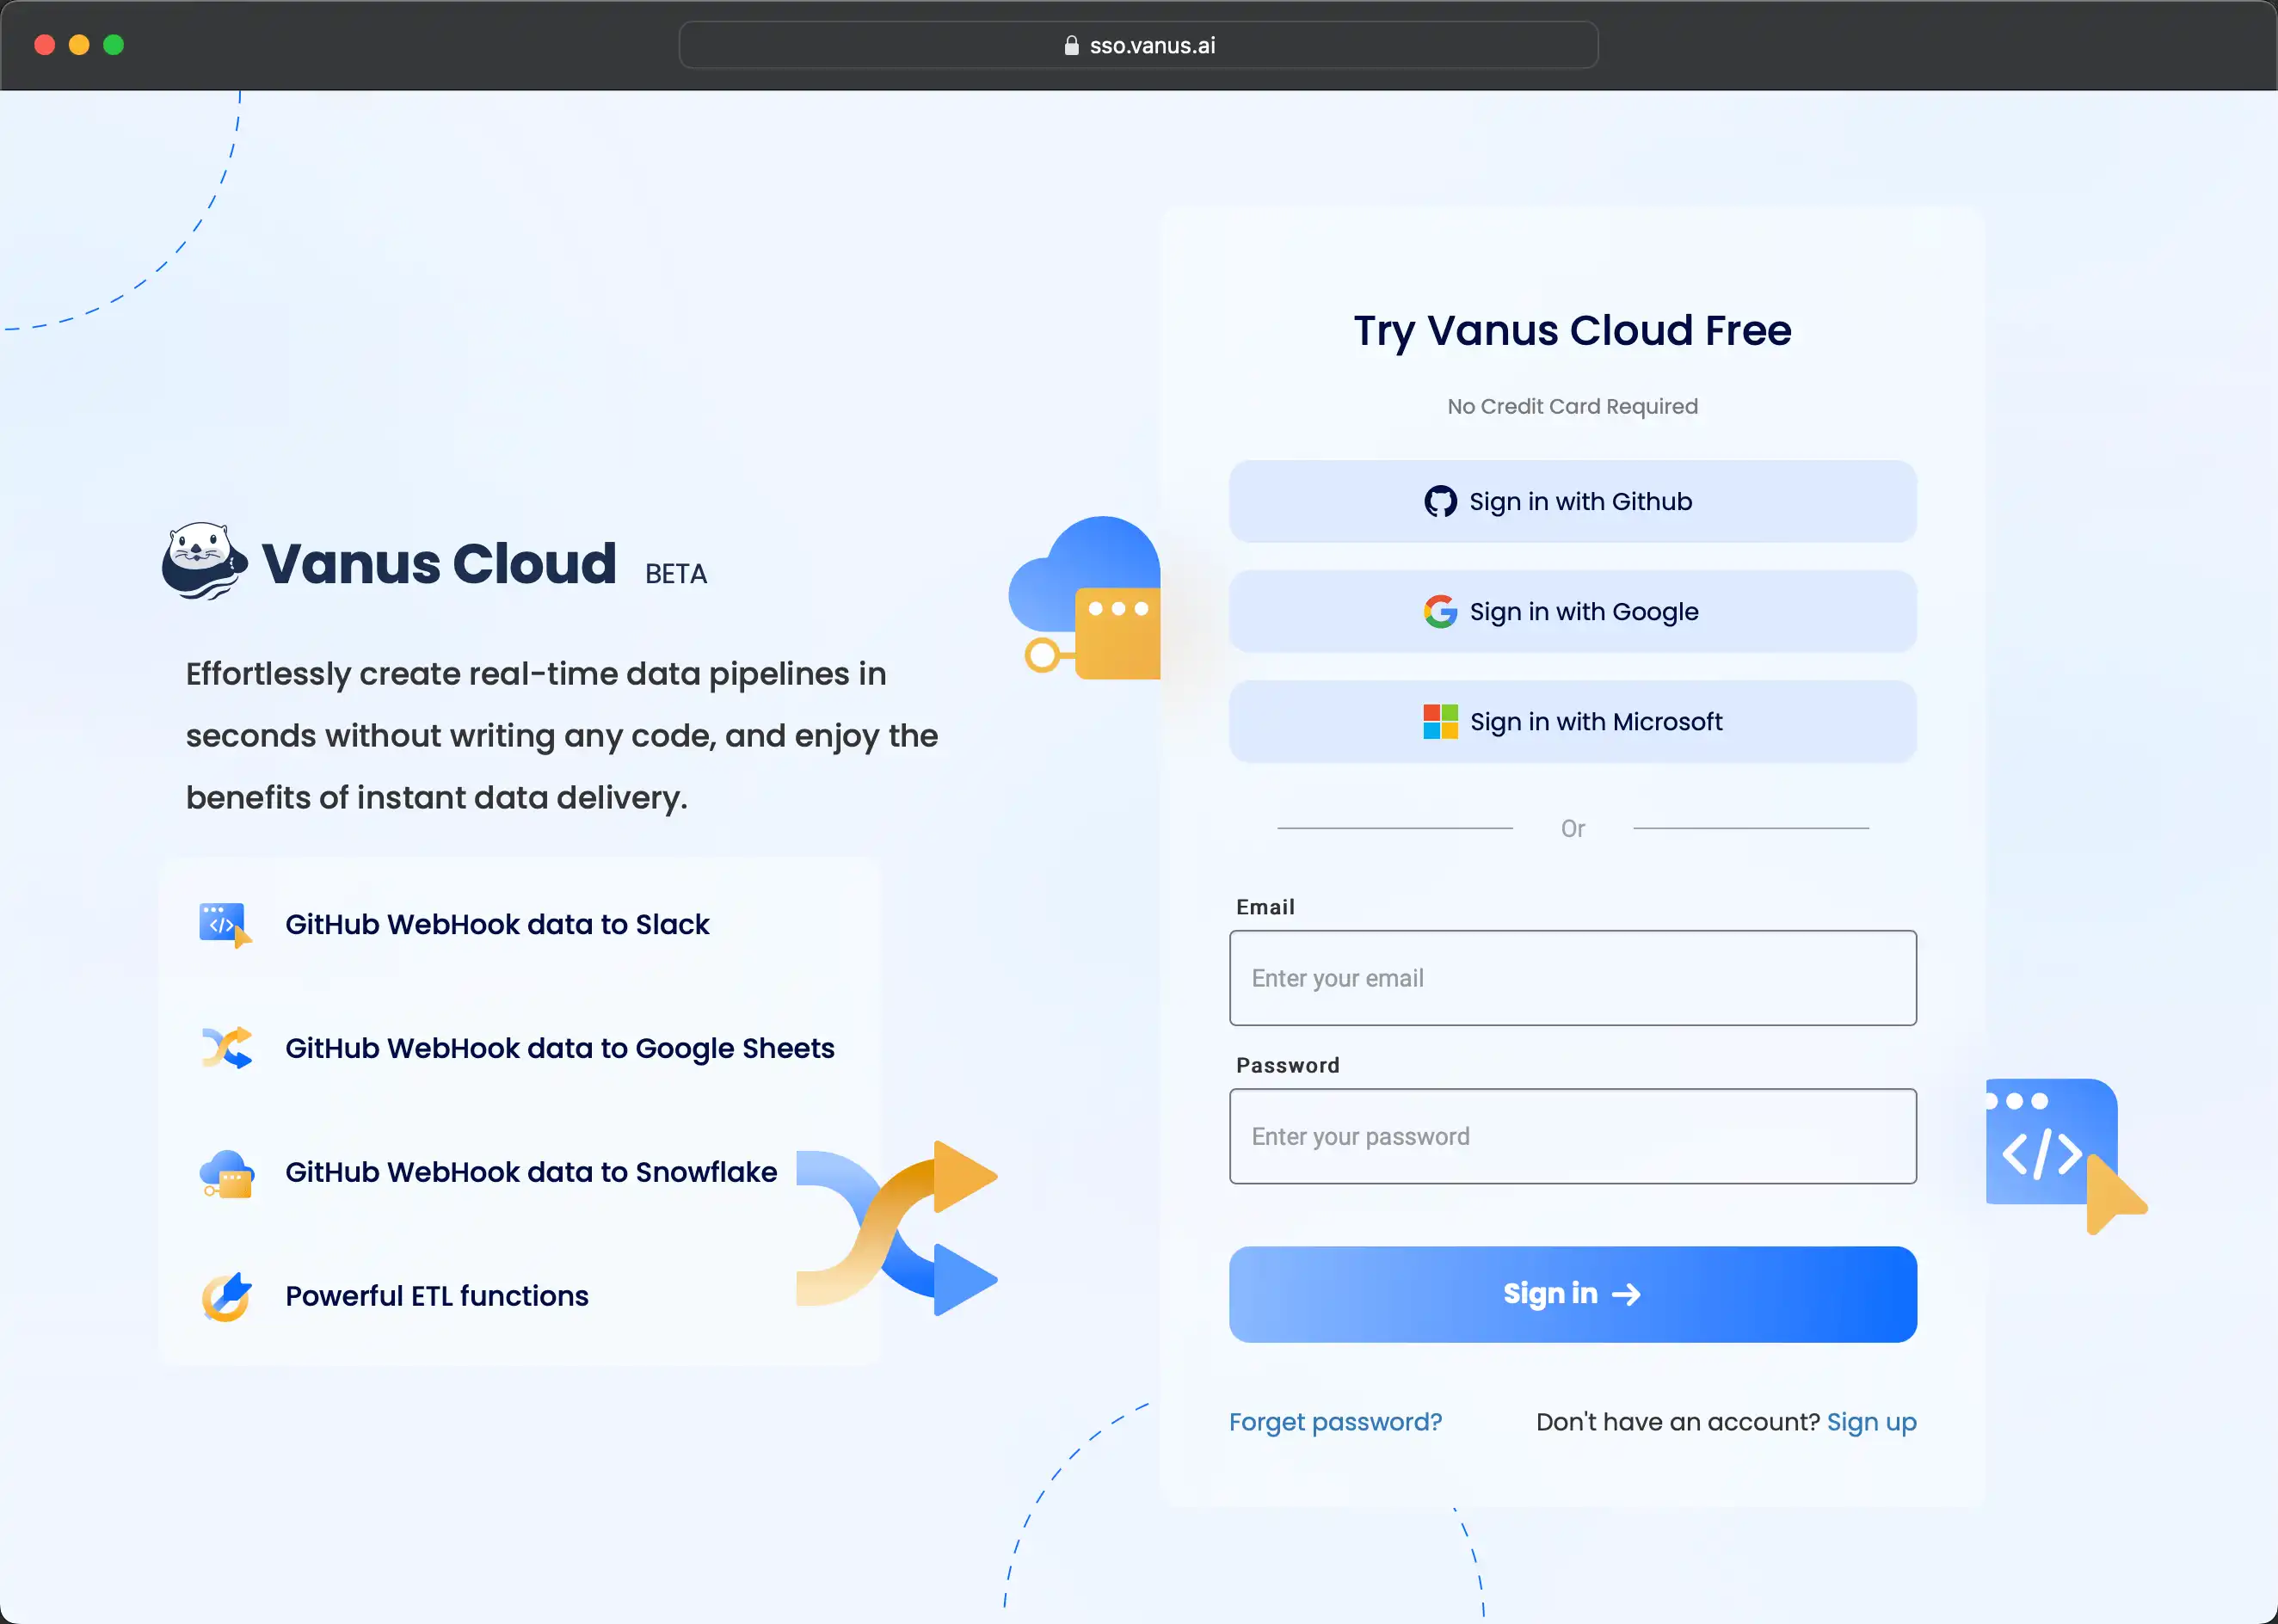 sso.vanus.ai
Vanus Cloud BETA
Effortlessly create real-time data pipelines in
seconds without writing any code, and enjoy the
benefits of instant data delivery.
GitHub WebHook data to Slack
GitHub WebHook data to Google Sheets
GitHub WebHook data to Snowflake
Powerful ETL functions
Try Vanus Cloud Free
No Credit Card Required
Sign in with Github
Sign in with Google
Sign in with Microsoft
Or
Email
Enter your email
Password
Enter your password
Sign in →
Forget password? Don't have an account? Sign up